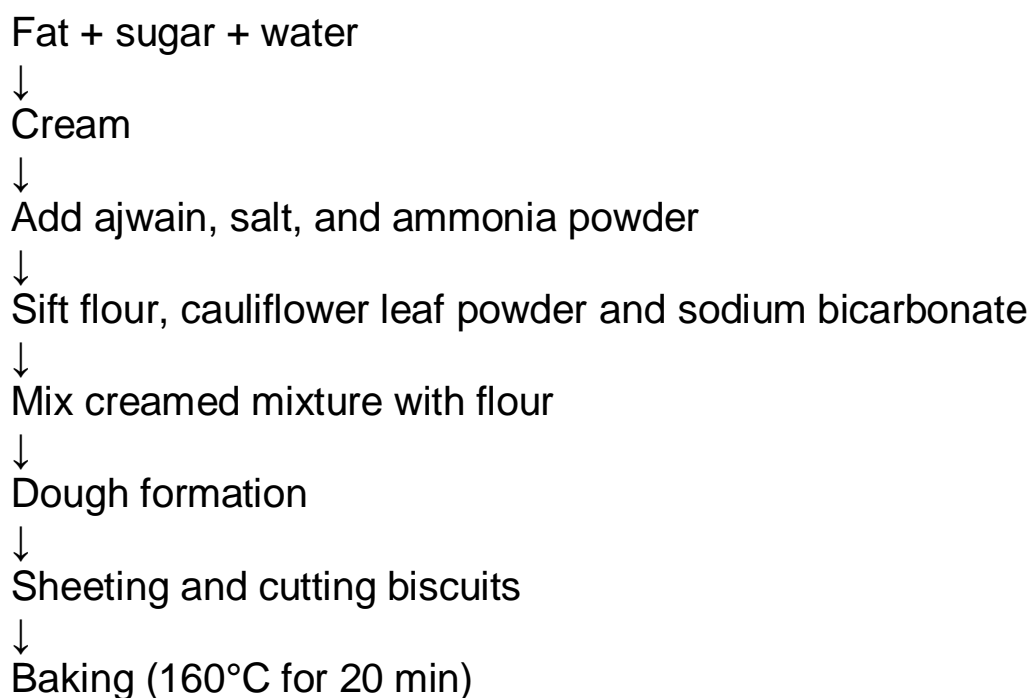 Fat + sugar + water
↓
Cream
↓
Add ajwain, salt, and ammonia powder
↓
Sift flour, cauliflower leaf powder and sodium bicarbonate
↓
Mix creamed mixture with flour
↓
Dough formation
↓
Sheeting and cutting biscuits
↓
Baking (160°C for 20 min)